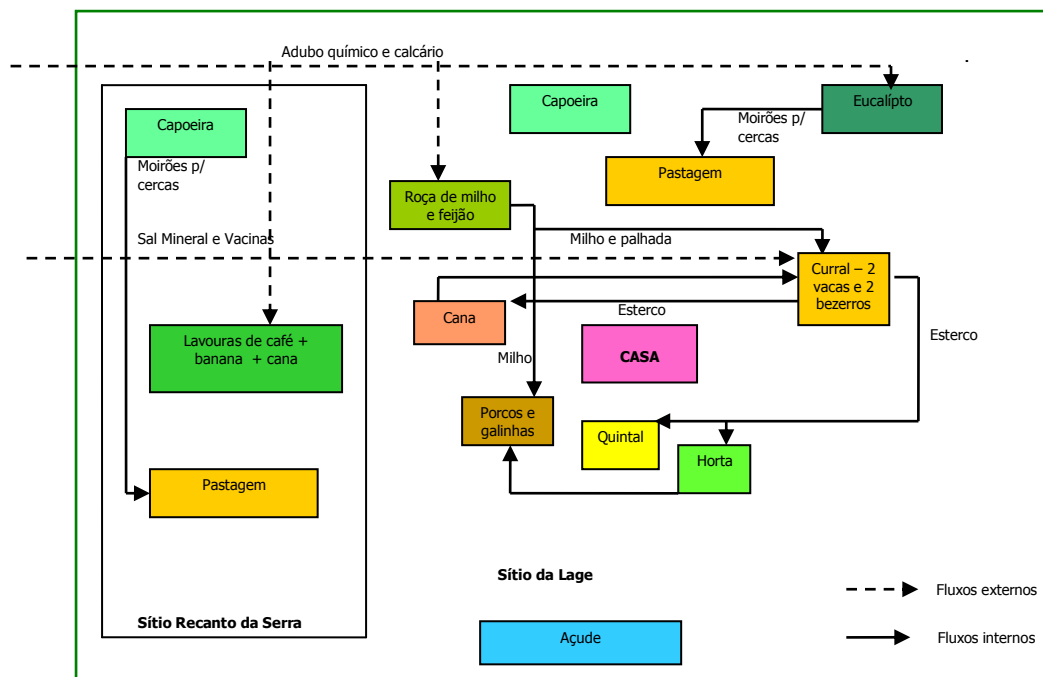 Adubo químico e calcário
Capoeira
Moirões p/
cercas
Sal Mineral e Vacinas
Lavouras de café +
banana + cana
Pastagem
Sítio Recanto da Serra
Capoeira
Eucalípto
Moirões p/
cercas
Pastagem
Roça de milho
e feijão
Milho e palhada
Curral – 2
vacas e 2
bezerros
Cana
Esterco
Esterco
CASA
Milho
Porcos e
galinhas
Quintal
Horta
Sítio da Lage
Açude
Fluxos externos
Fluxos internos